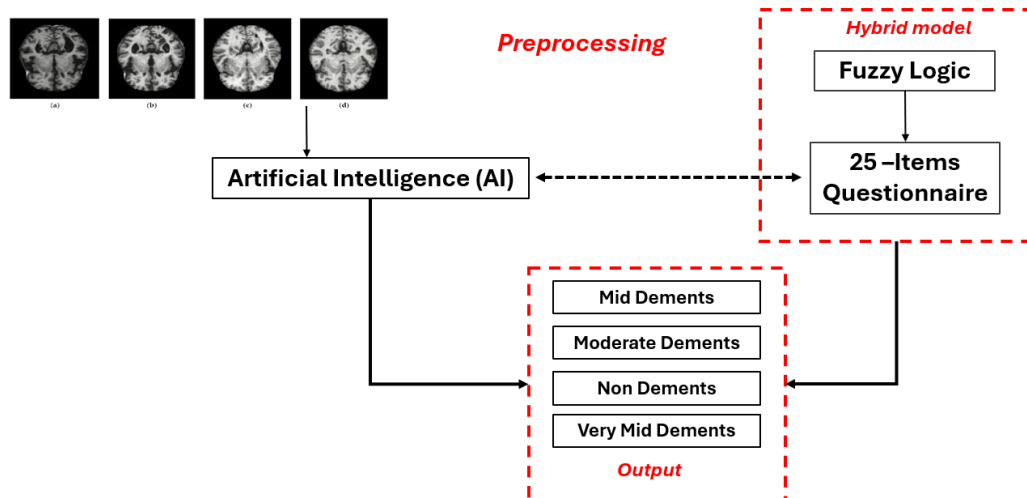 (a)
(b)
(c)
(d)
Preprocessing
Hybrid model
Fuzzy Logic
Artificial Intelligence (AI)
25 –Items
Questionnaire
Mid Dements
Moderate Dements
Non Dements
Very Mid Dements
Output